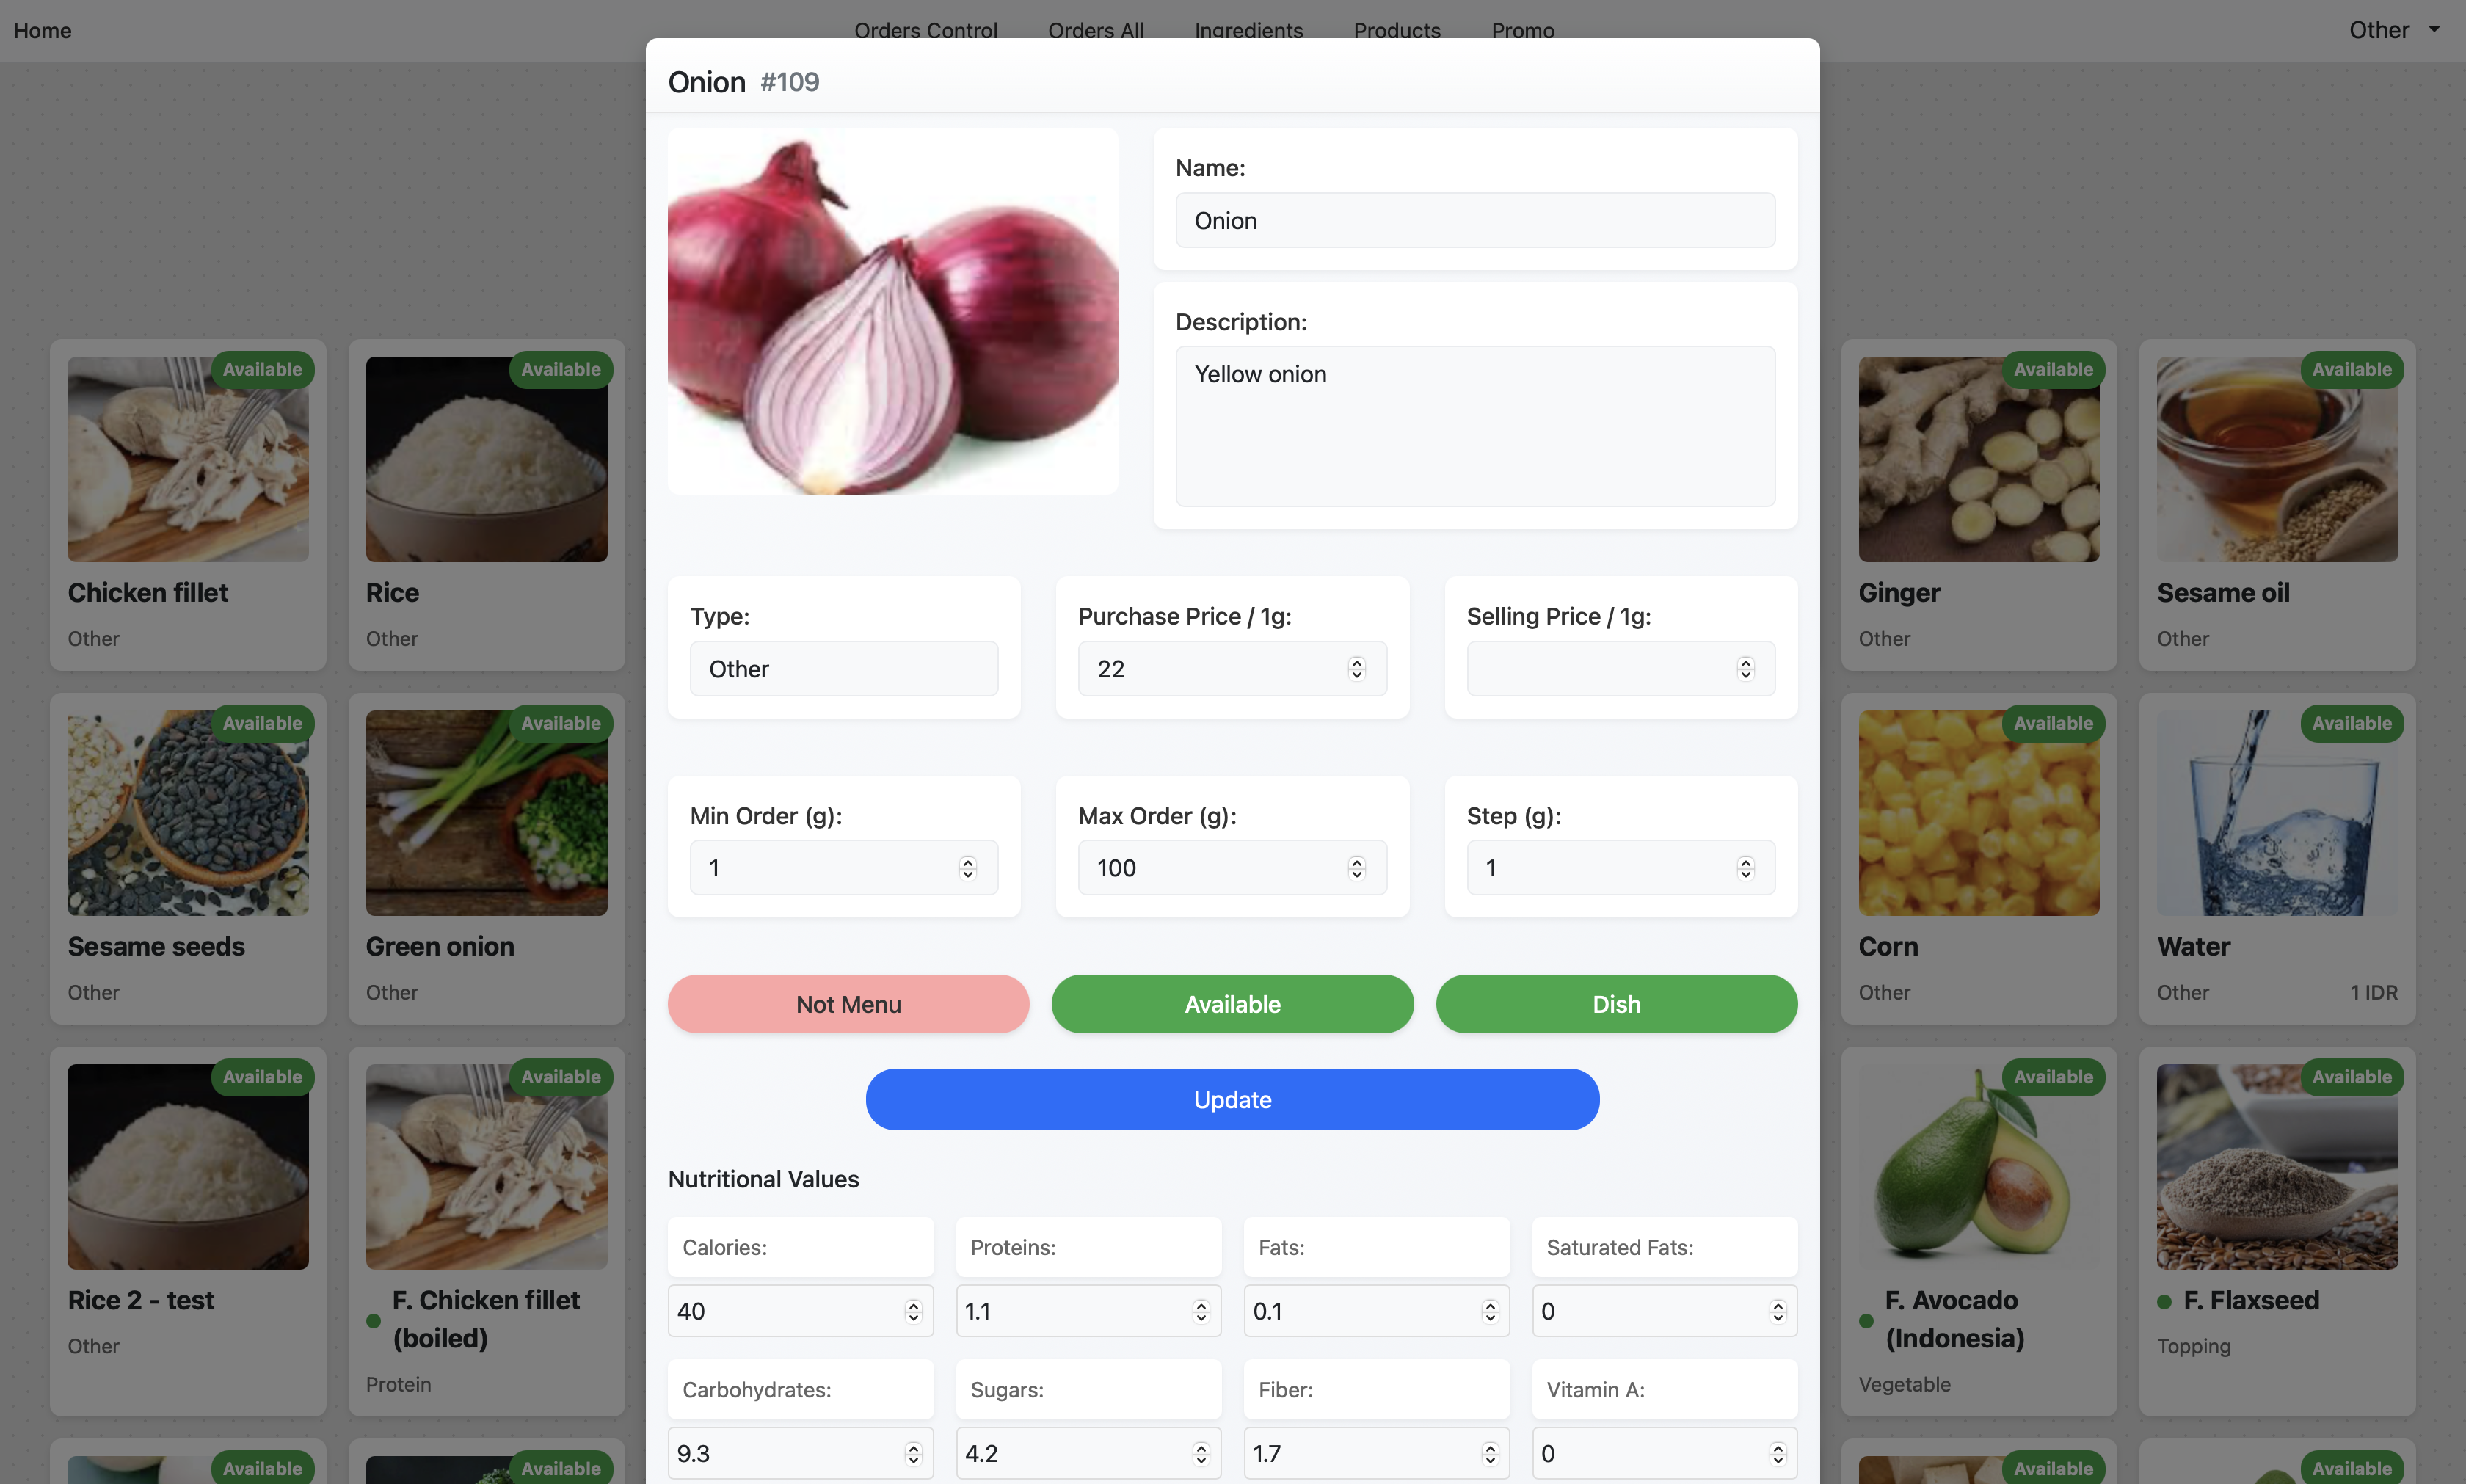 Home
Orders Control
Orders All
Ingredients
Products
Promo
Other
Onion #109
Name:
Onion
Description:
Yellow onion
Type:
Other
Purchase Price / 1g:
22
Selling Price / 1g:
Min Order (g):
1
Max Order (g):
100
Step (g):
1
Not Menu
Available
Dish
Update
Nutritional Values
Calories:
Proteins:
Fats:
Saturated Fats:
40
1.1
0.1
0
Carbohydrates:
Sugars:
Fiber:
Vitamin A:
9.3
4.2
1.7
0
Available
Chicken fillet
Other
Available
Rice
Other
Available
Ginger
Other
Available
Sesame oil
Other
Available
Sesame seeds
Other
Available
Green onion
Other
Available
Corn
Other
Available
Water
Other
1 IDR
Available
Rice 2 - test
Other
Available
F. Chicken fillet
(boiled)
Protein
Available
F. Avocado
(Indonesia)
Vegetable
Available
F. Flaxseed
Topping
Available
Available
Available
Available